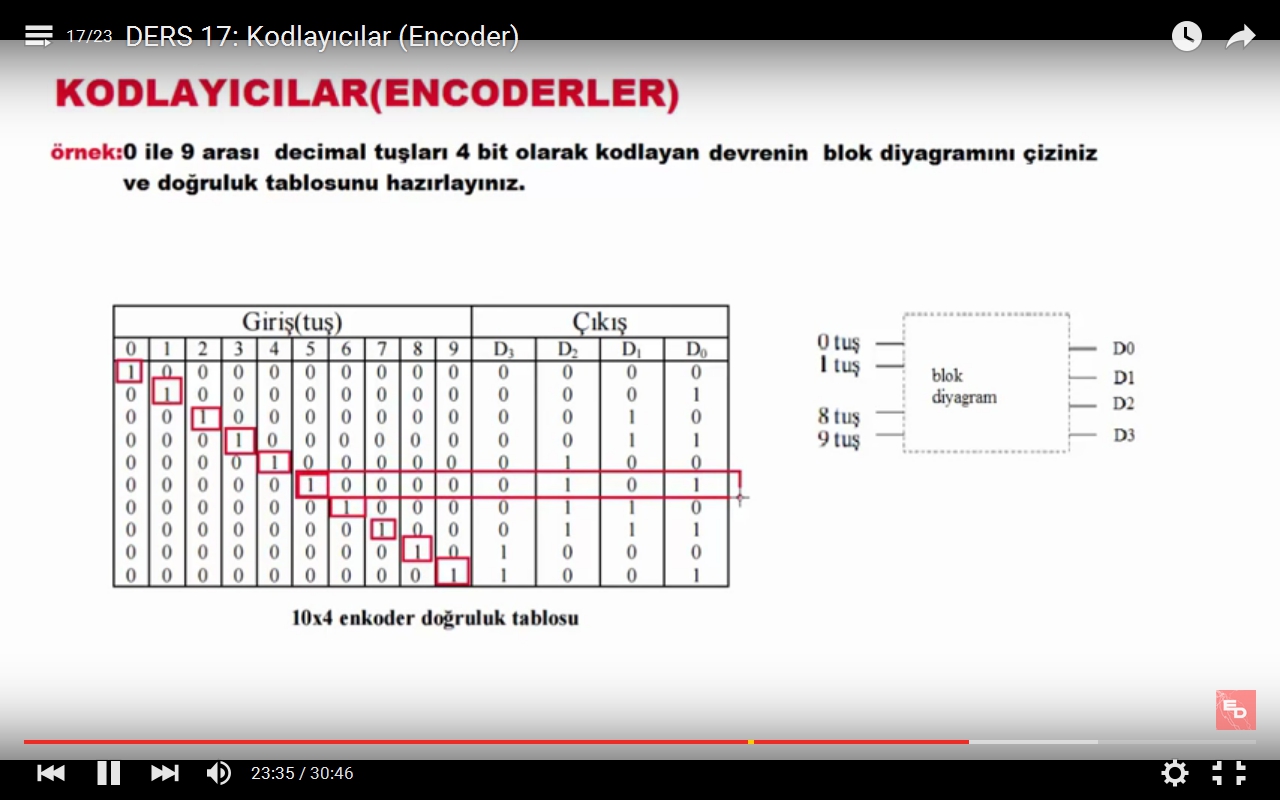 17/23 DERS 17: Kodlayıcılar (Encoder)
KODLAYICILAR(ENCODERLER)
örnek:0 ile 9 arası decimal tuşları 4 bit olarak kodlayan devrenin blok diyagramını çiziniz
ve doğruluk tablosunu hazırlayınız.
Giriş(tuş) Çıkış
0 1 2 3 4 5 6 7 8 9 D3 D2 D1 D0
1 0 0 0 0 0 0 0 0 0 0 0 0 0
0 1 0 0 0 0 0 0 0 0 0 0 0 1
0 0 1 0 0 0 0 0 0 0 0 0 1 0
0 0 0 1 0 0 0 0 0 0 0 0 1 1
0 0 0 0 1 0 0 0 0 0 0 1 0 0
0 0 0 0 0 1 0 0 0 0 0 1 0 1
0 0 0 0 0 0 1 0 0 0 0 1 1 0
0 0 0 0 0 0 0 1 0 0 0 1 1 1
0 0 0 0 0 0 0 0 1 0 1 0 0 0
0 0 0 0 0 0 0 0 0 1 1 0 0 1
10x4 enkoder doğruluk tablosu
0 tuş
1 tuş
8 tuş
9 tuş
blok
diyagram
D0
D1
D2
D3
ED
23:35 / 30:46